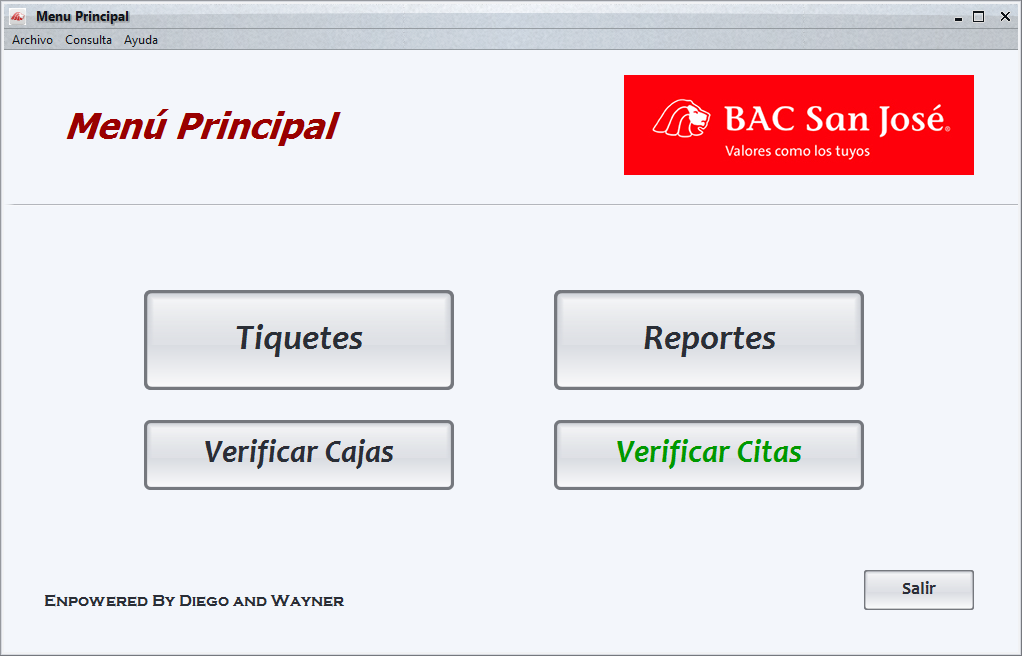 Menu Principal
Archivo Consulta Ayuda
Menú Principal
BAC San José®
Valores como los tuyos
Tiquetes
Reportes
Verificar Cajas
Verificar Citas
Enpowered By Diego and Wayner
Salir